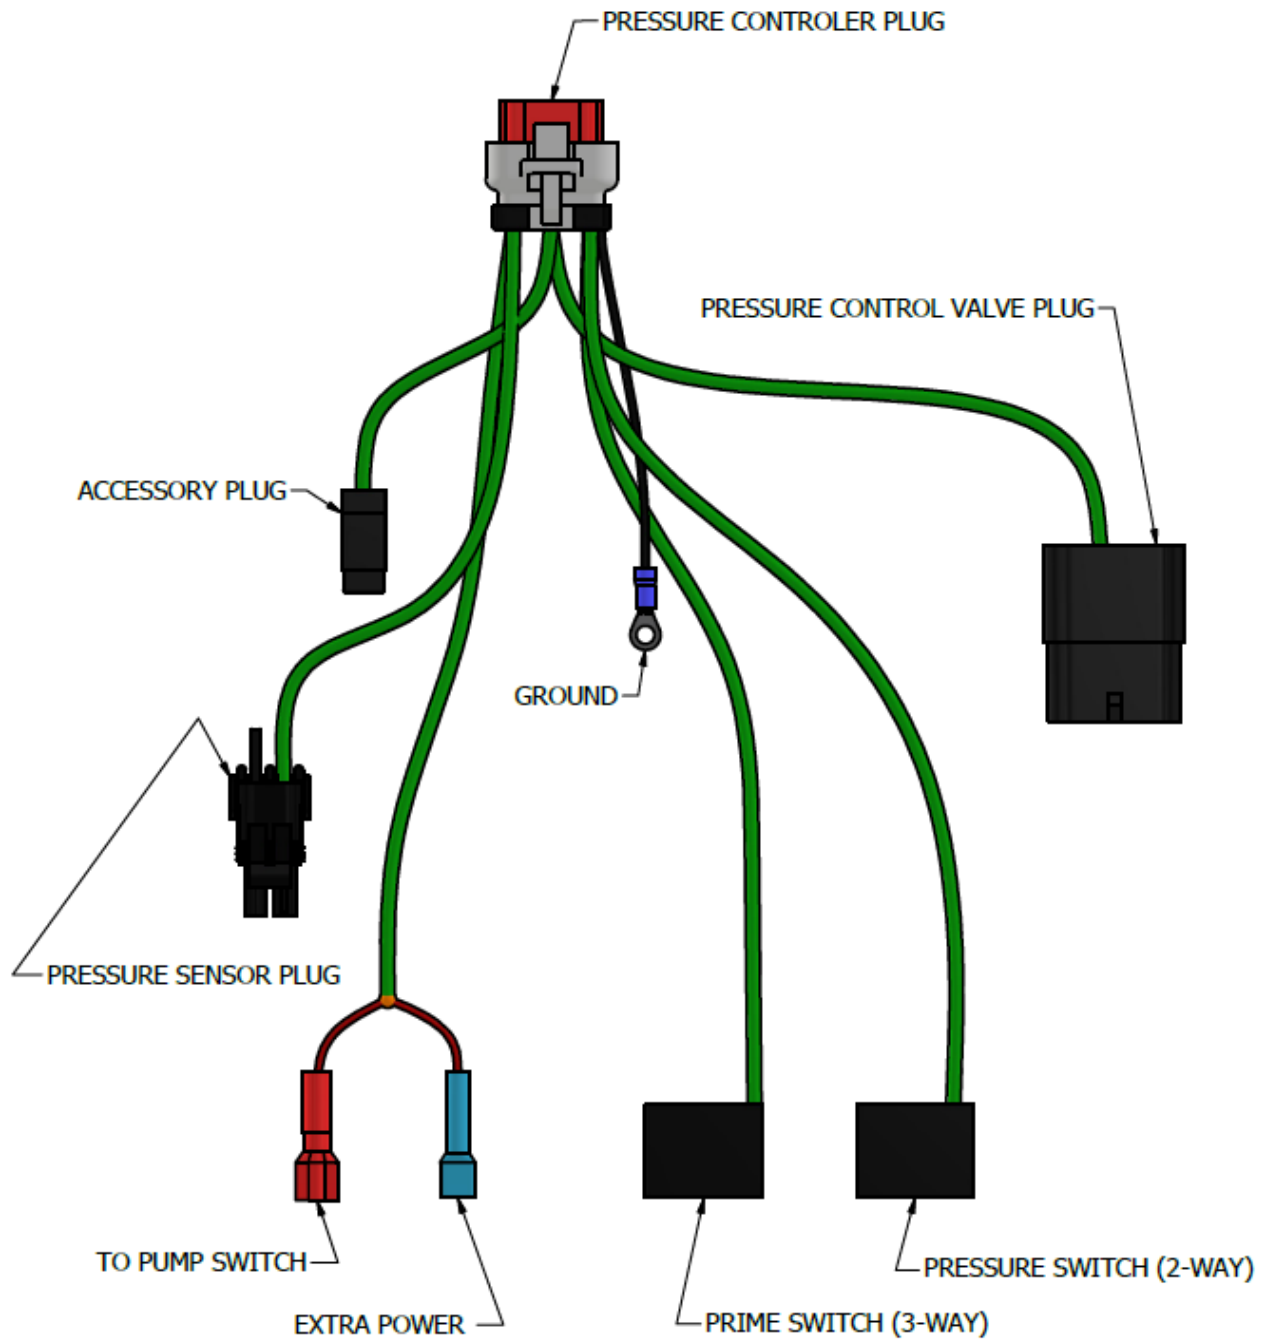 PRESSURE CONTROLER PLUG
PRESSURE CONTROL VALVE PLUG
ACCESSORY PLUG
GROUND
PRESSURE SENSOR PLUG
TO PUMP SWITCH
PRESSURE SWITCH (2-WAY)
EXTRA POWER
PRIME SWITCH (3-WAY)